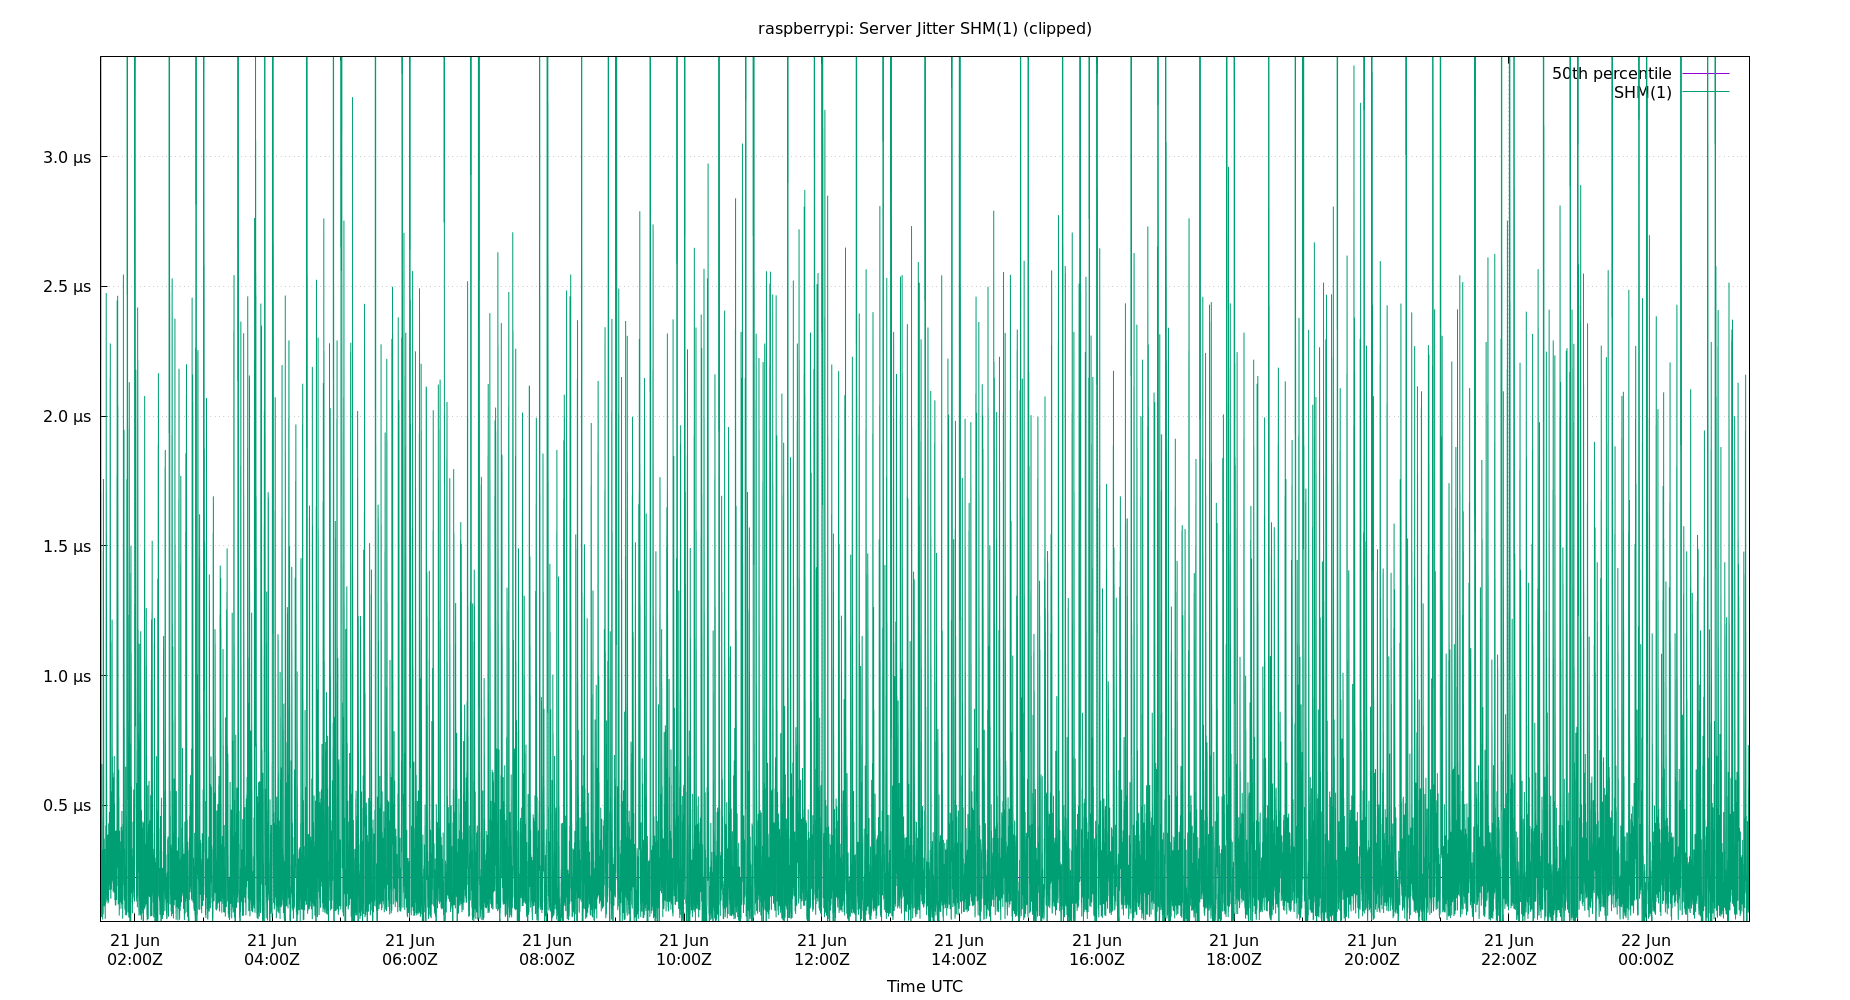 raspberrypi: Server Jitter SHM(1) (clipped)
50th percentile
SHM(1)
3.0 µs
2.5 µs
2.0 µs
1.5 µs
1.0 µs
0.5 µs
21 Jun 21 Jun 21 Jun 21 Jun 21 Jun 21 Jun 21 Jun 21 Jun 21 Jun 21 Jun 21 Jun 22 Jun
02:00Z 04:00Z 06:00Z 08:00Z 10:00Z 12:00Z 14:00Z 16:00Z 18:00Z 20:00Z 22:00Z 00:00Z
Time UTC